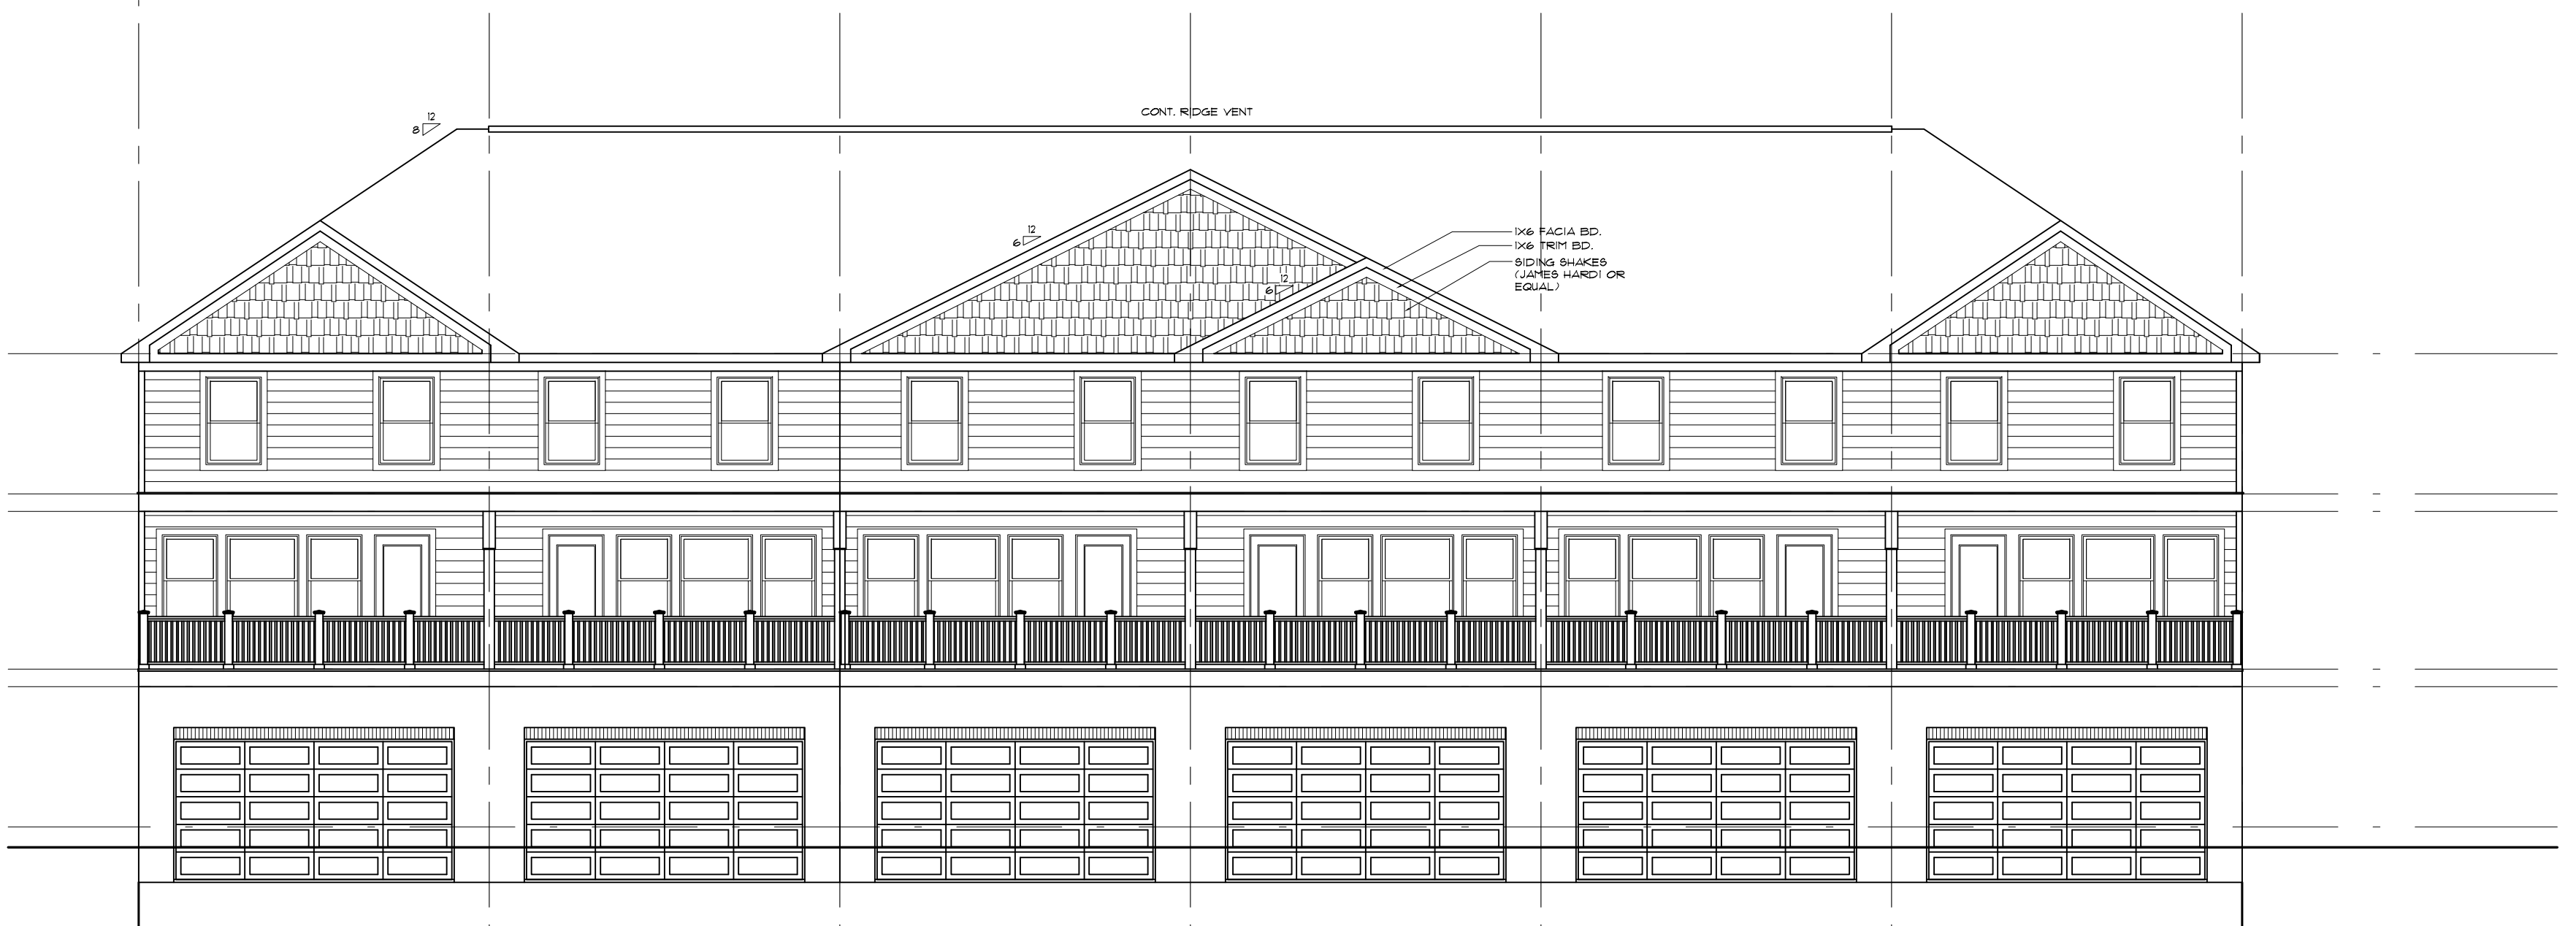 CONT. RIDGE VENT
12
8
12
6
1X6 FACIA BD.
1X6 TRIM BD.
SIDING SHAKES
(JAMES HARDI OR
EQUAL)
12
6